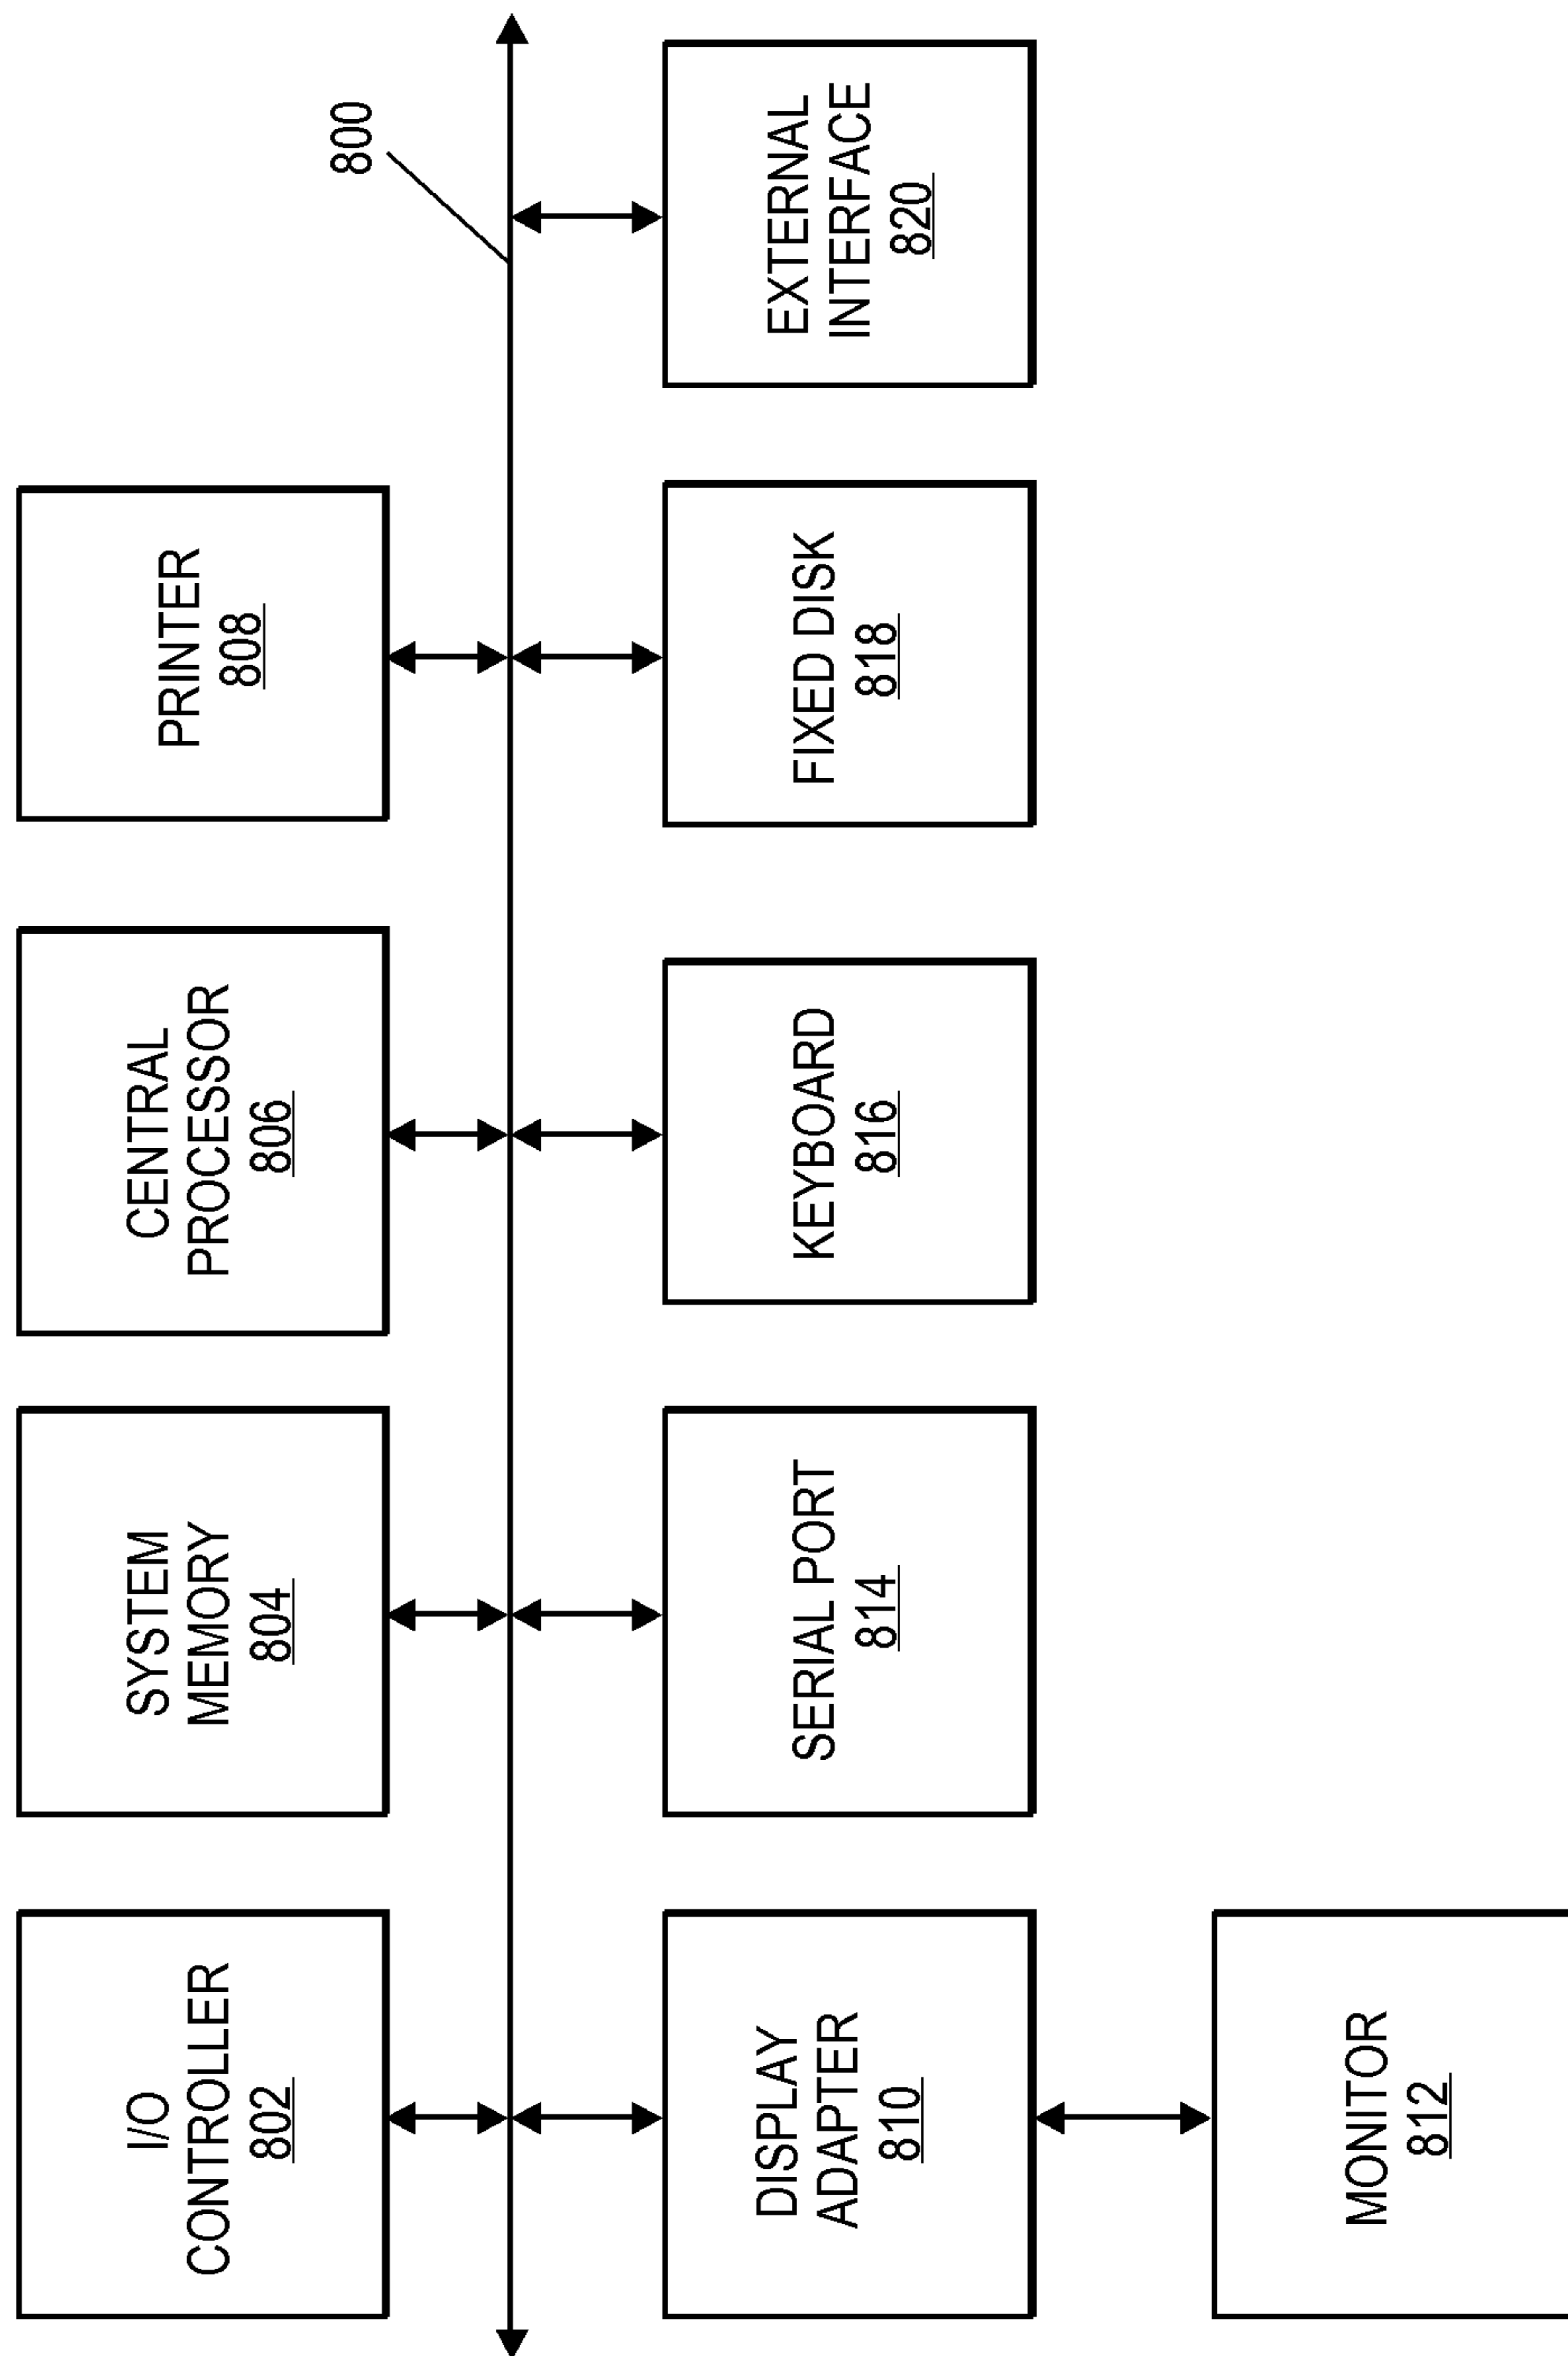 I/O
CONTROLLER
802
SYSTEM
MEMORY
804
CENTRAL
PROCESSOR
806
PRINTER
808
800
DISPLAY
ADAPTER
810
SERIAL PORT
814
KEYBOARD
816
FIXED DISK
818
EXTERNAL
INTERFACE
820
MONITOR
812